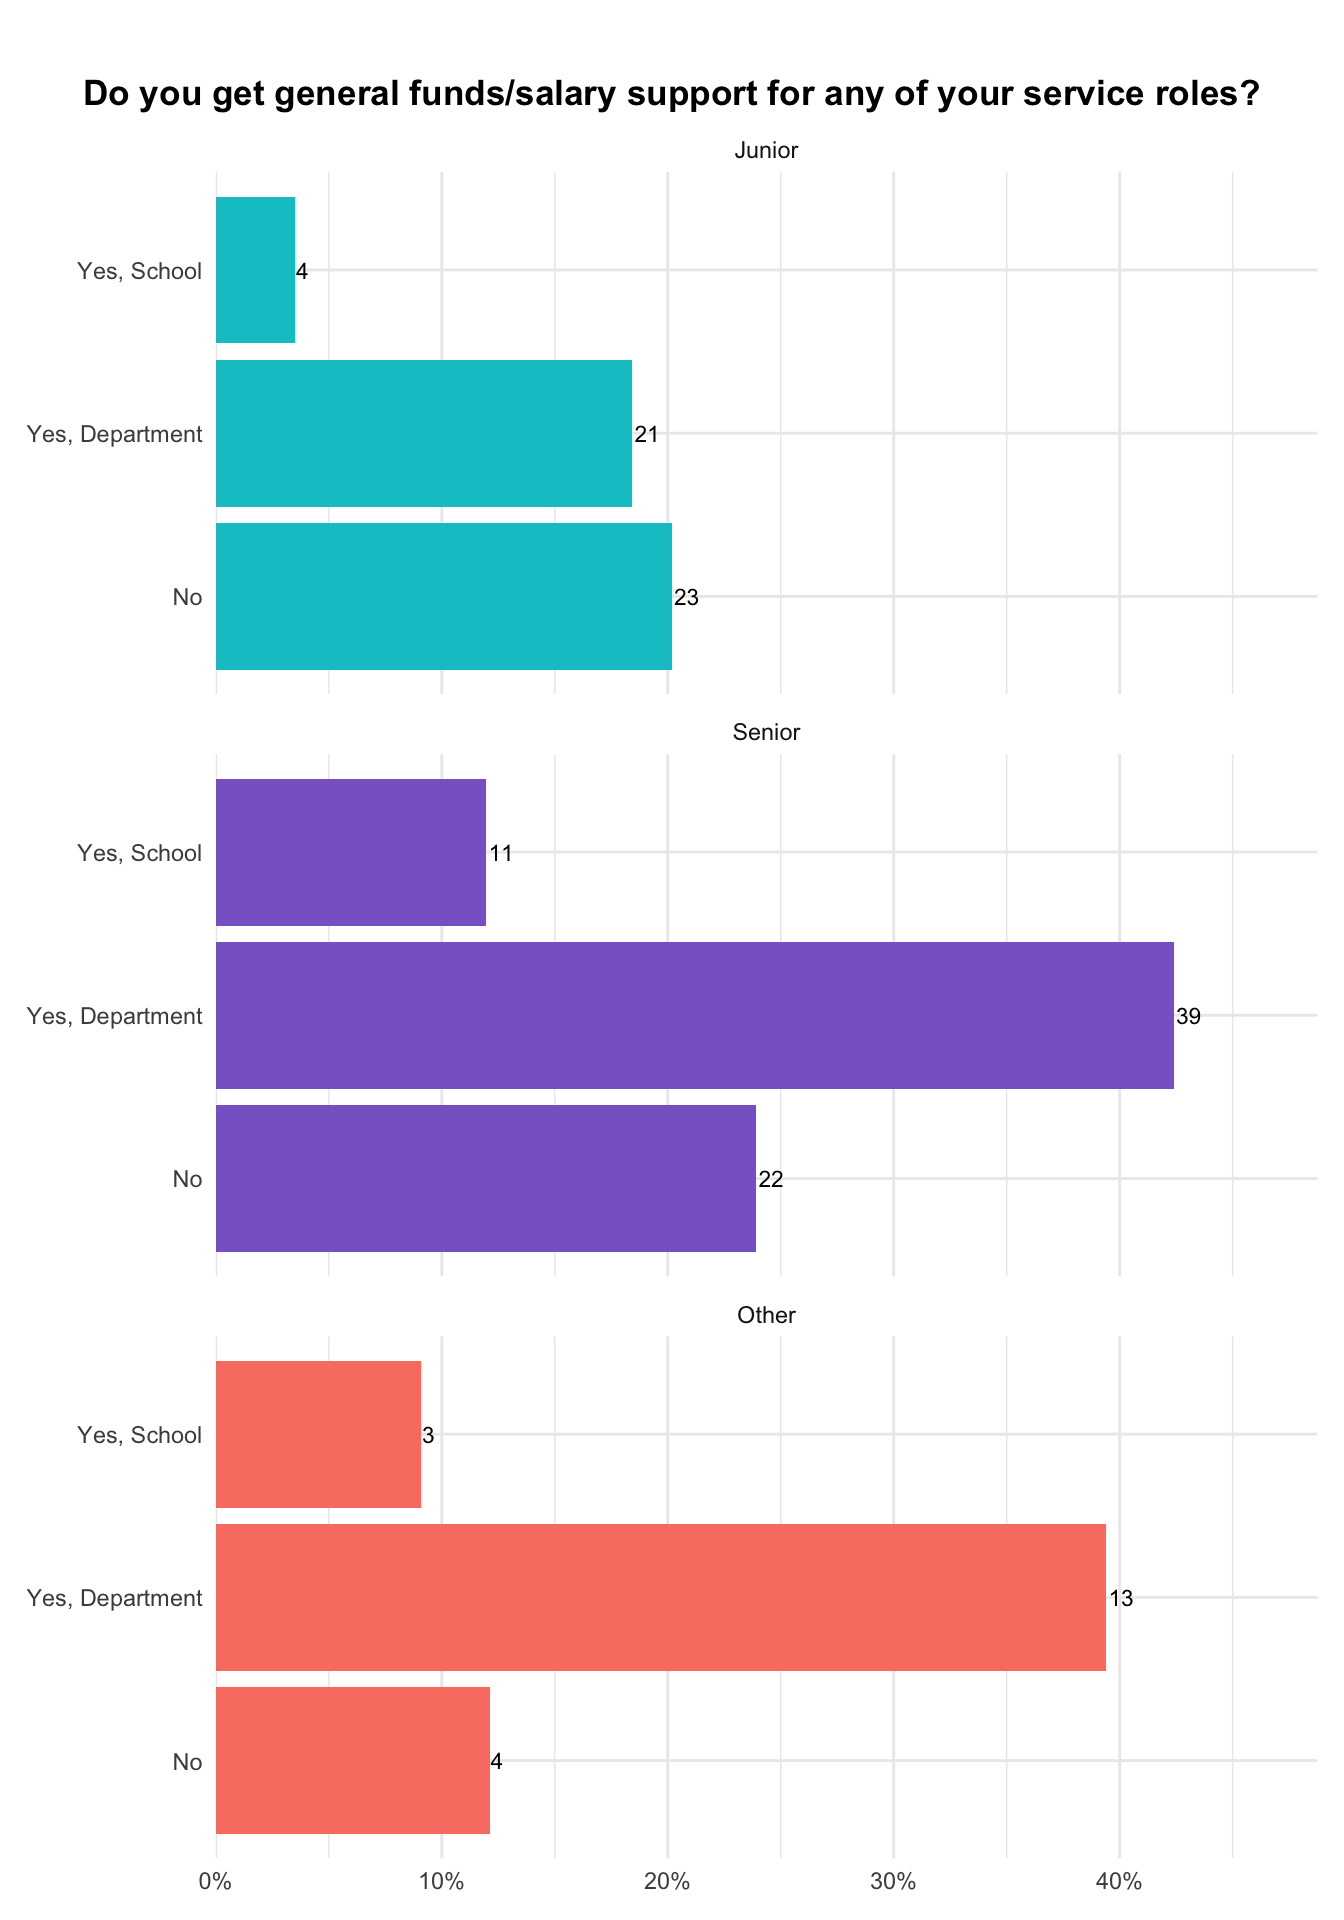 Do you get general funds/salary support for any of your service roles?
Junior
Yes, School
4
Yes, Department
21
No
23
Senior
Yes, School
11
Yes, Department
39
No
22
Other
Yes, School
3
Yes, Department
13
No
4
0% 10% 20% 30% 40%